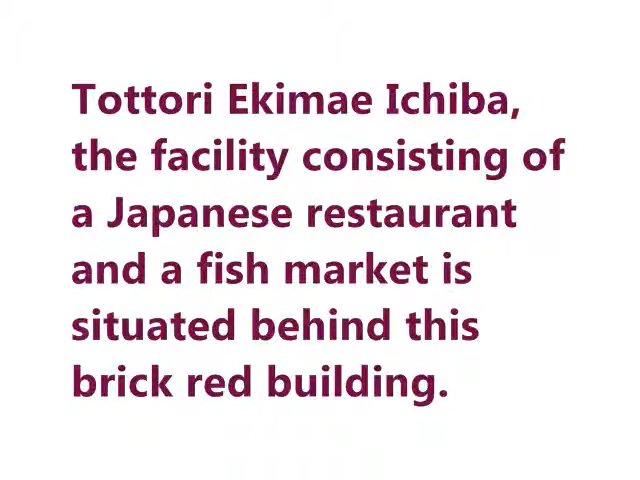 Tottori Ekimae Ichiba,
the facility consisting of
a Japanese restaurant
and a fish market is
situated behind this
brick red building.